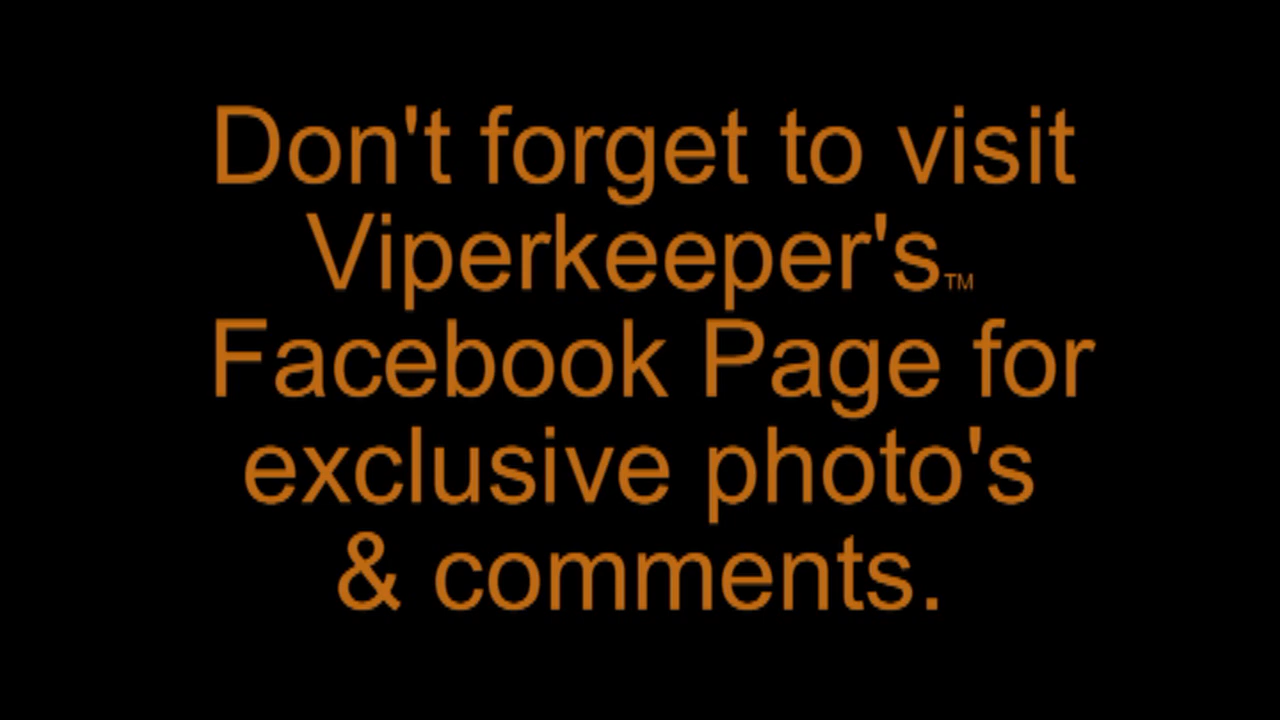 Don't forget to visit
Viperkeeper's™
Facebook Page for
exclusive photo's
& comments.